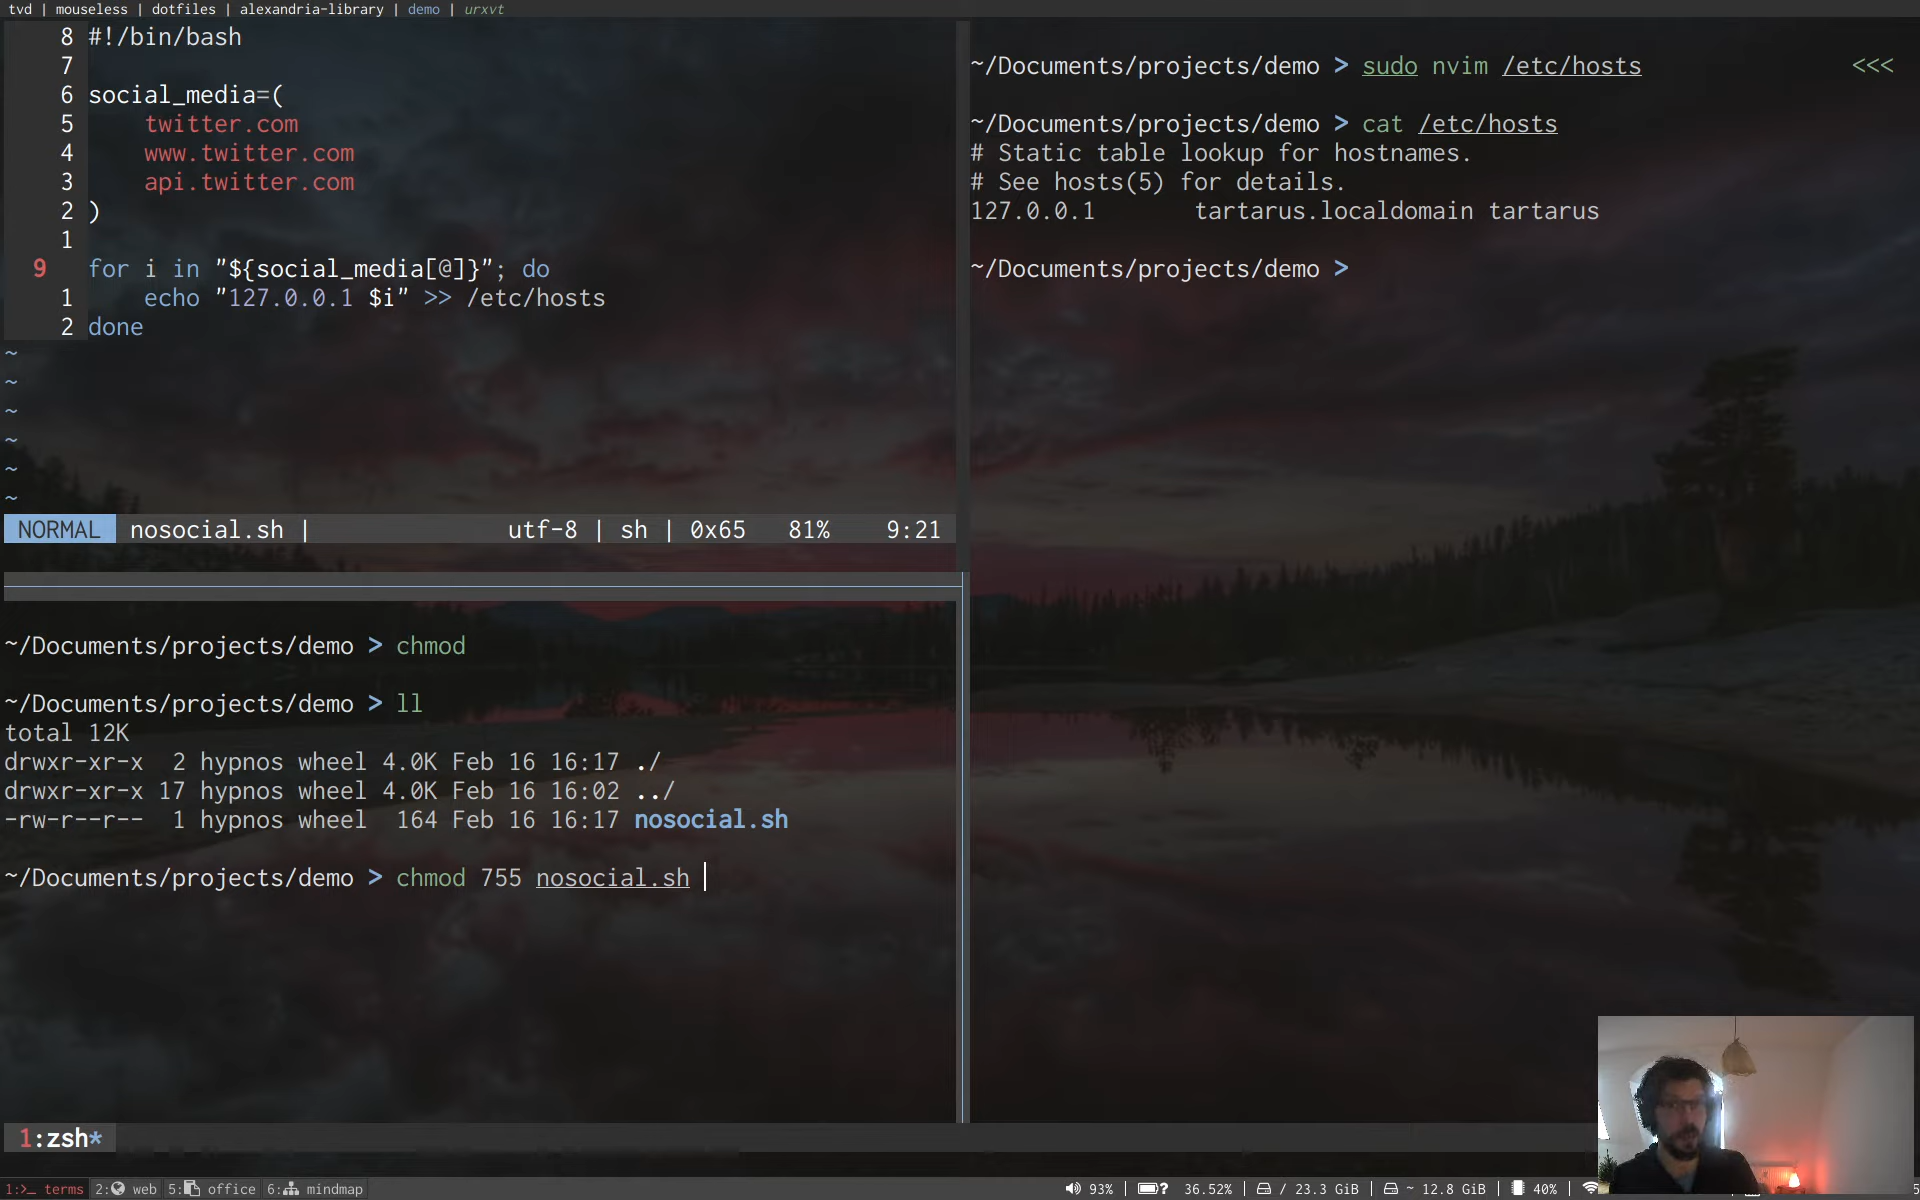 tvd | mouseless | dotfiles | alexandria-library | demo | urxvt
8 #!/bin/bash
7
6 social_media=(
5 twitter.com
4 www.twitter.com
3 api.twitter.com
2 )
1
9 for i in "${social_media[@]}"; do
1 echo "127.0.0.1 $i" >> /etc/hosts
2 done
~
~
~
~
~
~
NORMAL nosocial.sh | utf-8 | sh | 0x65 81% 9:21
~/Documents/projects/demo > chmod
~/Documents/projects/demo > ll
total 12K
drwxr-xr-x 2 hypnos wheel 4.0K Feb 16 16:17 ./
drwxr-xr-x 17 hypnos wheel 4.0K Feb 16 16:02 ../
-rw-r--r-- 1 hypnos wheel 164 Feb 16 16:17 nosocial.sh
~/Documents/projects/demo > chmod 755 nosocial.sh
~/Documents/projects/demo > sudo nvim /etc/hosts <<<
~/Documents/projects/demo > cat /etc/hosts
# Static table lookup for hostnames.
# See hosts(5) for details.
127.0.0.1 tartarus.localdomain tartarus
~/Documents/projects/demo >
1:zsh*
1:>_ terms 2: web 5: office 6: mindmap 93% | ? 36.52% | / 23.3 GiB | ~ 12.8 GiB | 40% |